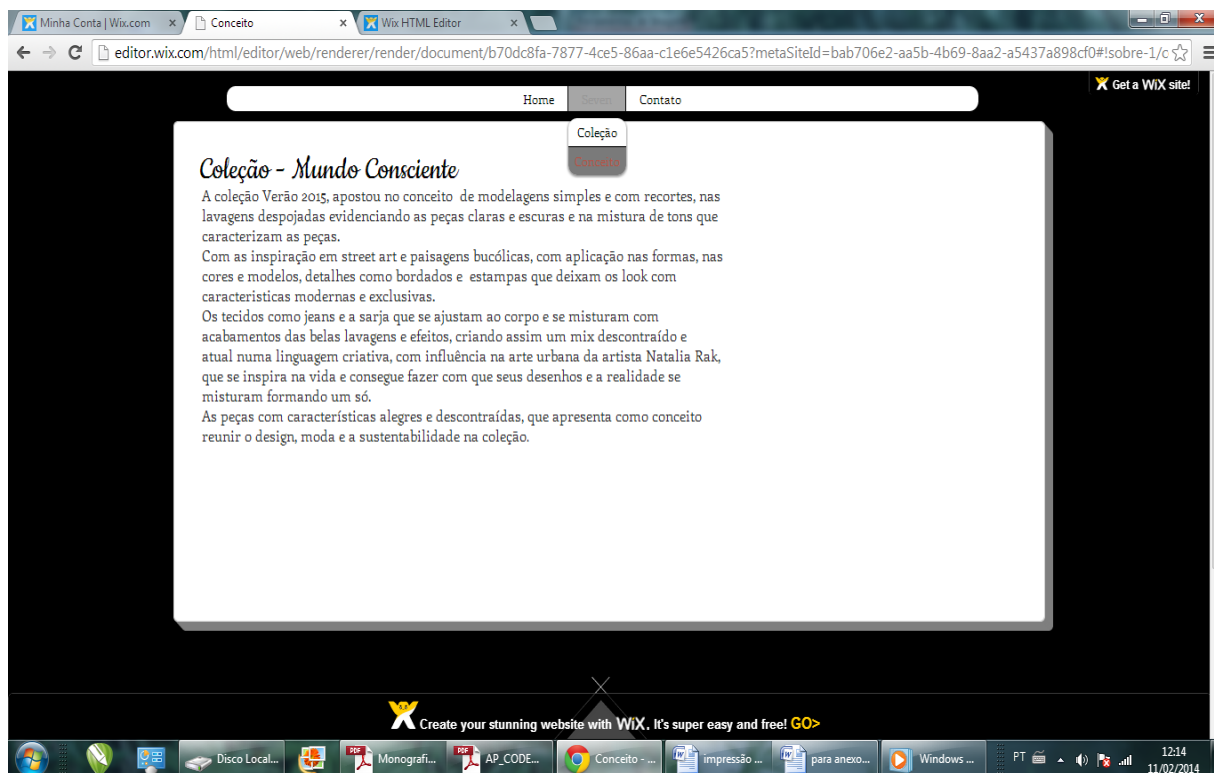 Minha Conta | Wix.com
Conceito
Wix HTML Editor
editor.wix.com/html/editor/web/renderer/render/document/b70dc8fa-7877-4ce5-86aa-c1e6e5426ca5?metaSiteId=bab706e2-aa5b-4b69-8aa2-a5437a898cf0#!sobre-1/c
Get a WiX site!
Home Seven Contato
Coleção
Conceito
Coleção - Mundo Consciente
A coleção Verão 2015, apostou no conceito  de modelagens simples e com recortes, nas
lavagens despojadas evidenciando as peças claras e escuras e na mistura de tons que
caracterizam as peças.
Com as inspiração em street art e paisagens bucólicas, com aplicação nas formas, nas
cores e modelos, detalhes como bordados e  estampas que deixam os look com
caracteristicas modernas e exclusivas.
Os tecidos como jeans e a sarja que se ajustam ao corpo e se misturam com
acabamentos das belas lavagens e efeitos, criando assim um mix descontraído e
atual numa linguagem criativa, com influência na arte urbana da artista Natalia Rak,
que se inspira na vida e consegue fazer com que seus desenhos e a realidade se
misturam formando um só.
As peças com características alegres e descontraídas, que apresenta como conceito
reunir o design, moda e a sustentabilidade na coleção.
Create your stunning website with WiX. It's super easy and free! GO>
Disco Local... Monografi... AP_CODE... Conceito - ... impressão ... para anexo... Windows ... PT 12:14
11/02/2014